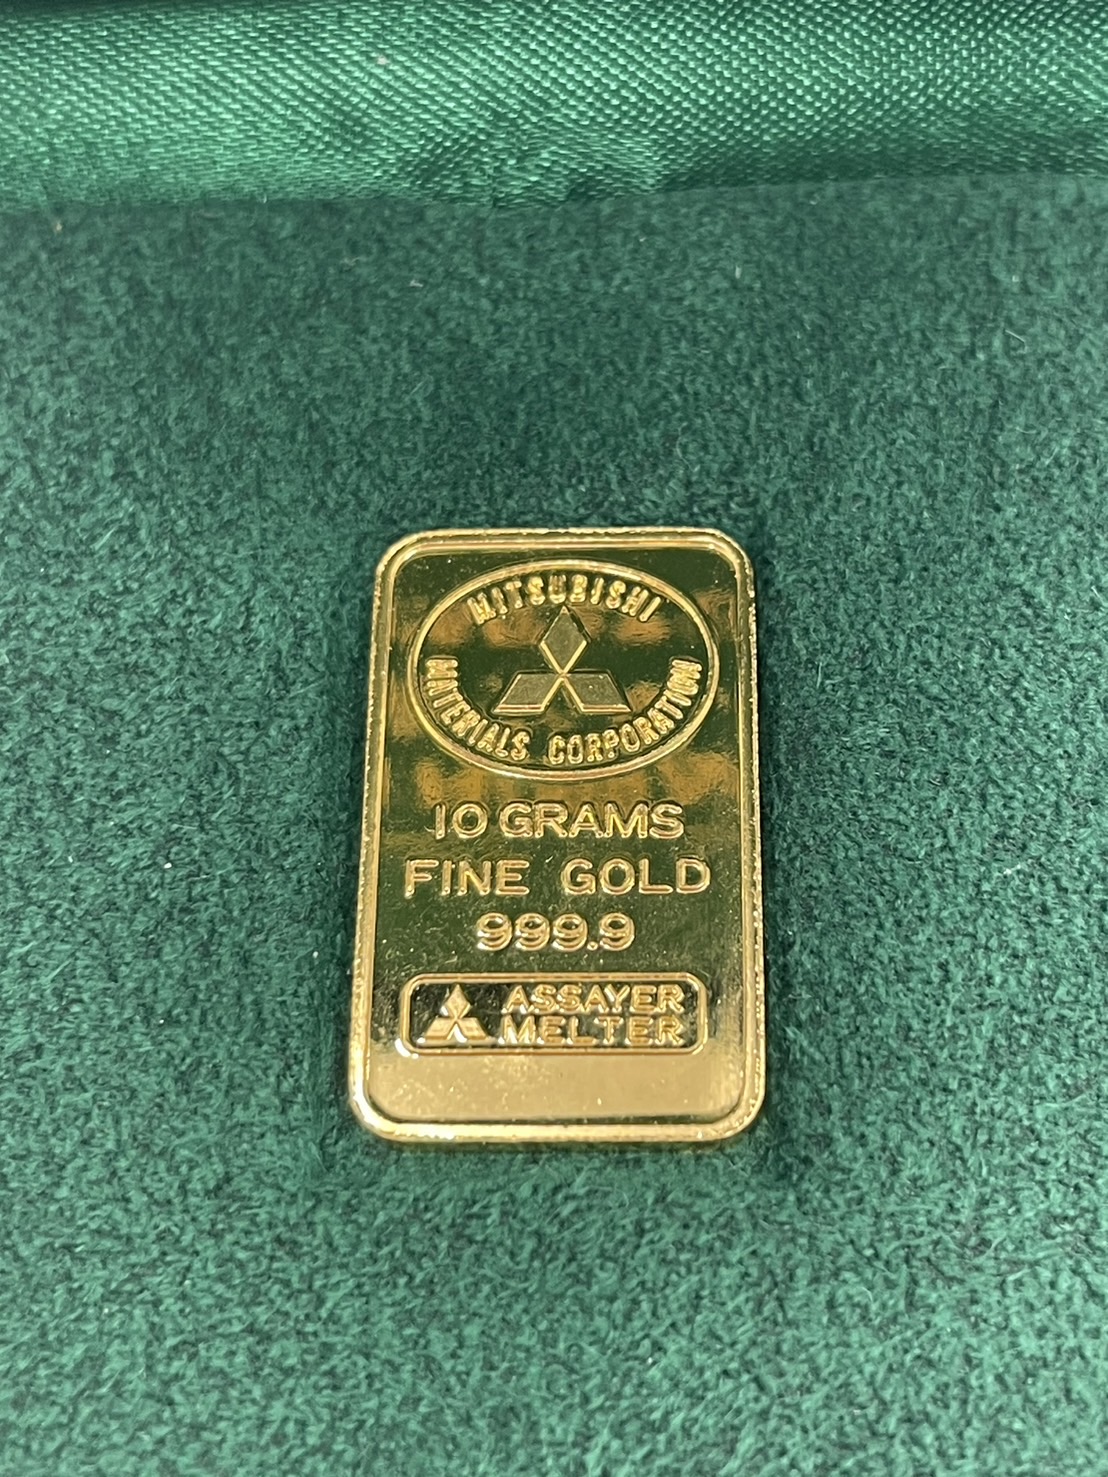 MITSUBISHI
MATERIALS CORPORATION
10 GRAMS
FINE GOLD
999.9
ASSAYER
MELTER